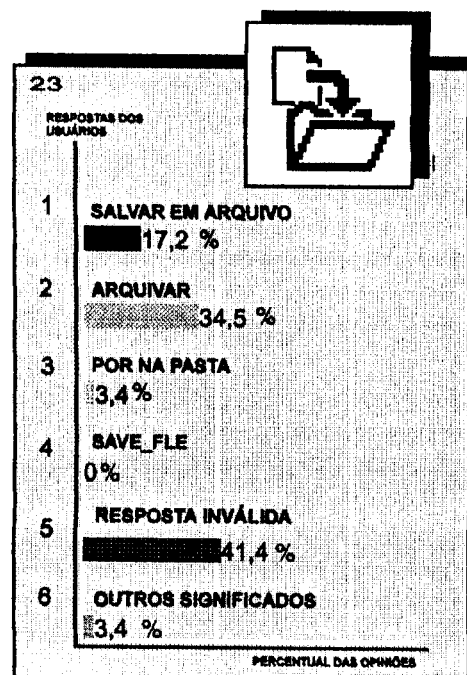 23
RESPOSTAS DOS
USUÁRIOS
1 SALVAR EM ARQUIVO
17,2 %
2 ARQUIVAR
34,5 %
3 POR NA PASTA
3,4%
4 SAVE_FLE
0%
5 RESPOSTA INVÁLIDA
41,4 %
6 OUTROS SIGNIFICADOS
3,4 %
PERCENTUAL DAS OPINIÕES